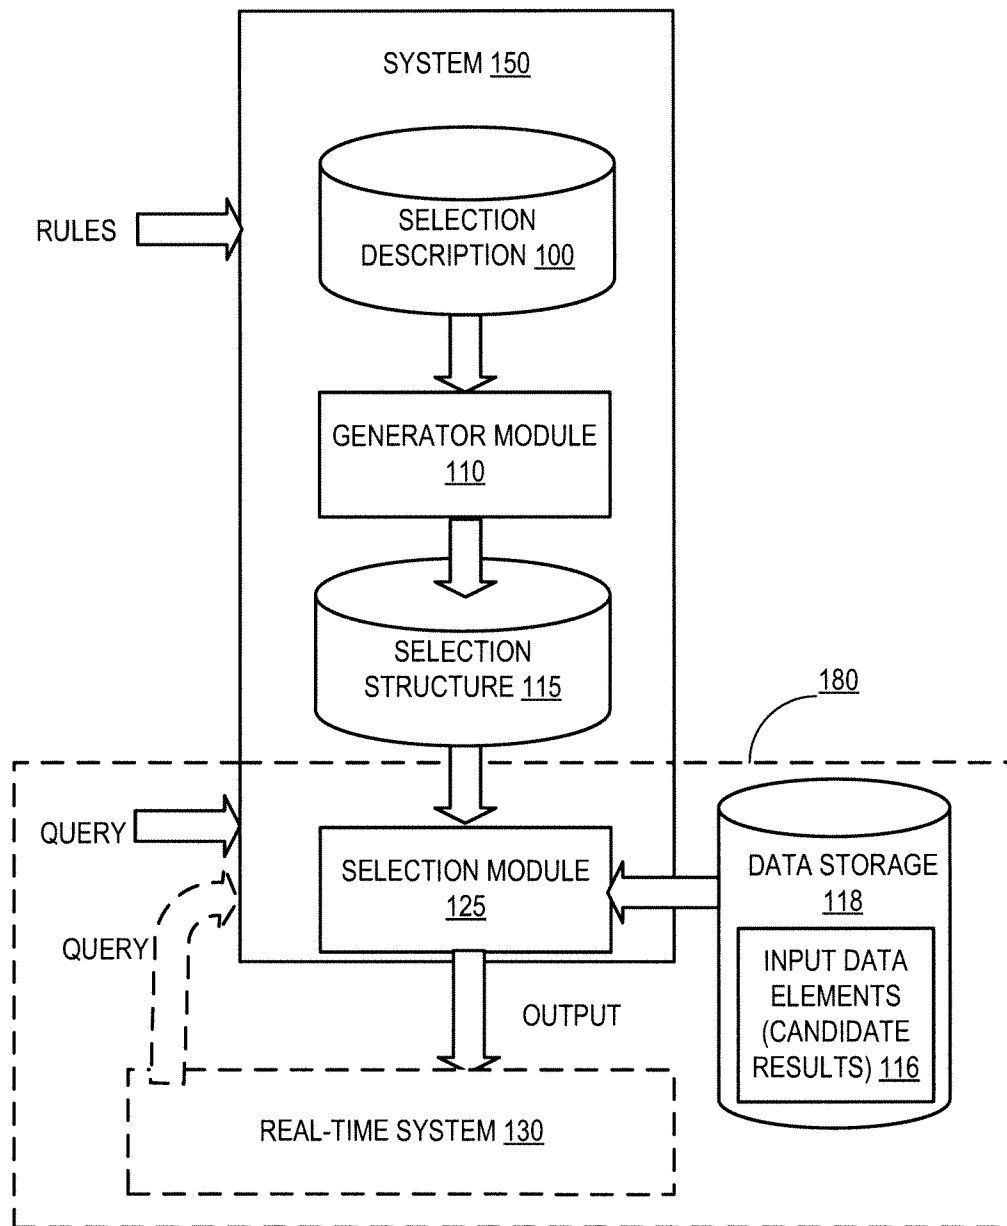 SYSTEM 150
RULES
SELECTION
DESCRIPTION 100
GENERATOR MODULE
110
SELECTION
STRUCTURE 115
180
QUERY
SELECTION MODULE
125
DATA STORAGE
118
QUERY
INPUT DATA
ELEMENTS
(CANDIDATE
RESULTS) 116
OUTPUT
REAL-TIME SYSTEM 130